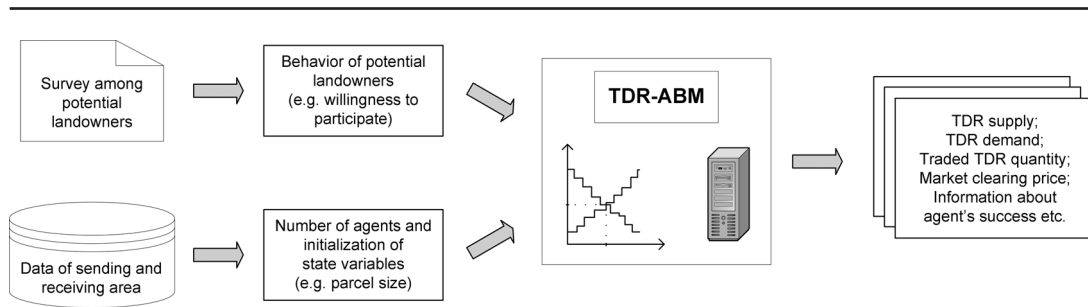 Survey among
potential
landowners
Behavior of potential
landowners
(e.g. willingness to
participate)
Data of sending and
receiving area
Number of agents and
initialization of
state variables
(e.g. parcel size)
TDR-ABM
TDR supply;
TDR demand;
Traded TDR quantity;
Market clearing price;
Information about
agent's success etc.